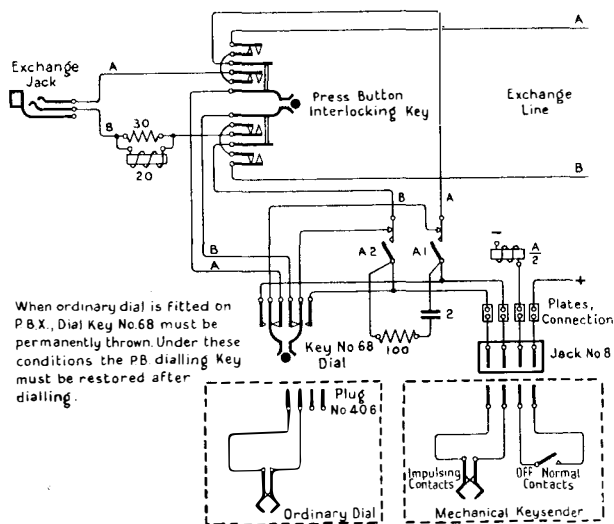 A
Exchange
Jack
A
Press Button
Interlocking Key
Exchange
Line
B
30
20
B
B
A
B
A
A2
A1
–
A
2
+
Plates,
Connection
2
100
Jack No 8
When ordinary dial is fitted on
P.B.X., Dial Key No.68 must be
permanently thrown. Under these
conditions the P.B. dialling Key
must be restored after
dialling.
Key No 68
Dial
Plug
No 406
Ordinary Dial
Impulsing
Contacts
Off Normal
Contacts
Mechanical Keysender